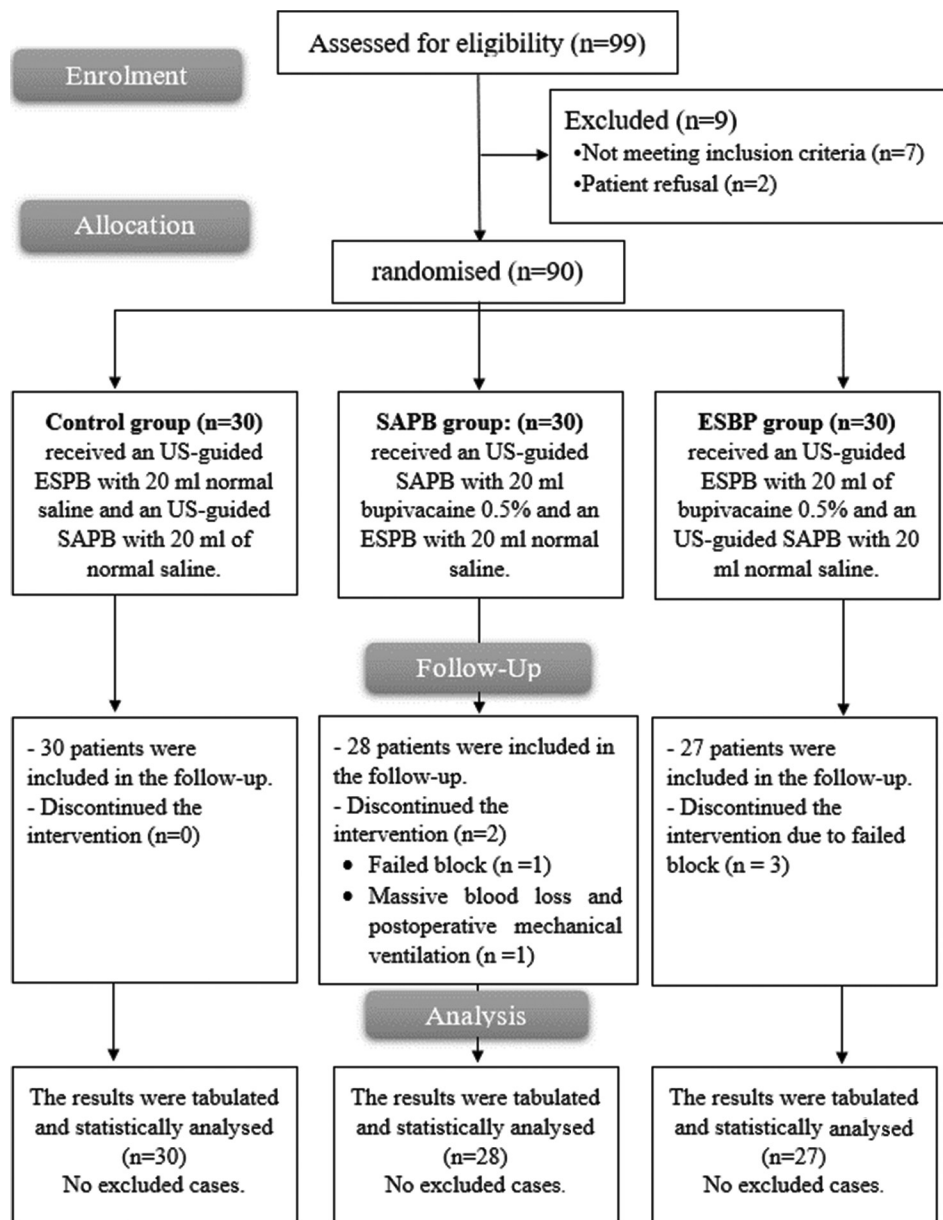 Assessed for eligibility (n=99)
Enrolment
Excluded (n=9)
•Not meeting inclusion criteria (n=7)
•Patient refusal (n=2)
Allocation
randomised (n=90)
Control group (n=30)
received an US-guided
ESPB with 20 ml normal
saline and an US-guided
SAPB with 20 ml of
normal saline.
SAPB group: (n=30)
received an US-guided
SAPB with 20 ml
bupivacaine 0.5% and an
ESPB with 20 ml normal
saline.
ESBP group (n=30)
received an US-guided
ESPB with 20 ml of
bupivacaine 0.5% and an
US-guided SAPB with 20
ml normal saline.
Follow-Up
- 30 patients were
included in the follow-up.
- Discontinued the
intervention (n=0)
- 28 patients were included in
the follow-up.
- Discontinued the
intervention (n=2)
• Failed block (n =1)
• Massive blood loss and
postoperative mechanical
ventilation (n =1)
- 27 patients were
included in the follow-up.
- Discontinued the
intervention due to failed
block (n = 3)
Analysis
The results were tabulated
and statistically analysed
(n=30)
No excluded cases.
The results were tabulated
and statistically analysed
(n=28)
No excluded cases.
The results were tabulated
and statistically analysed
(n=27)
No excluded cases.